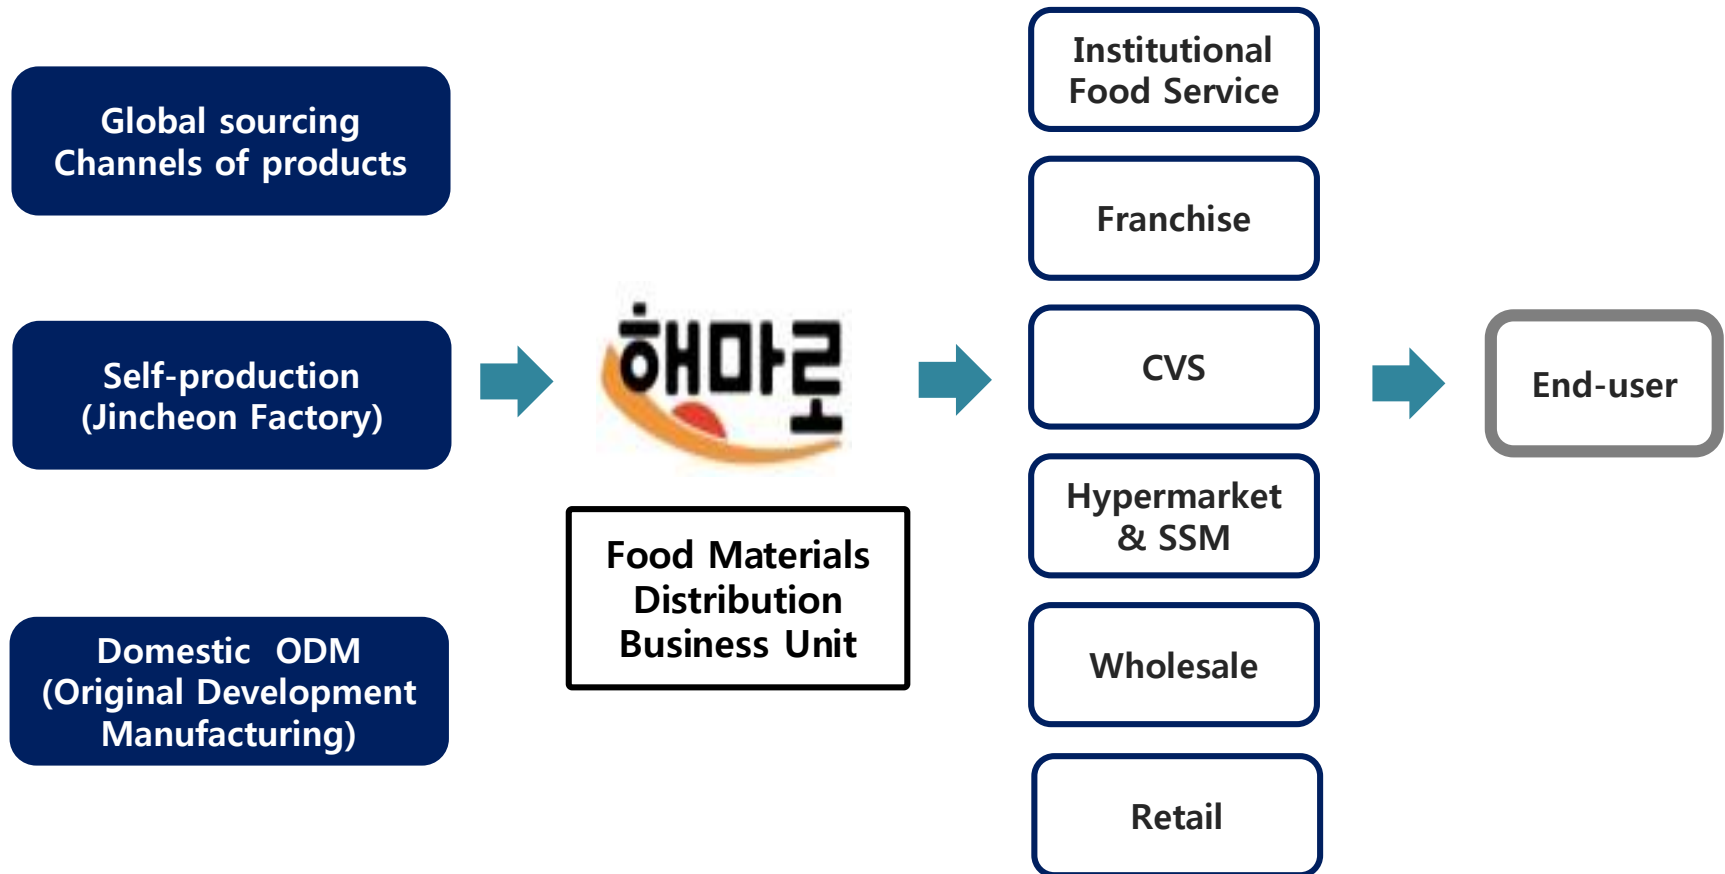 Global sourcing
Channels of products
Self-production
(Jincheon Factory)
Domestic ODM
(Original Development
Manufacturing)
해마로
Food Materials
Distribution
Business Unit
Institutional
Food Service
Franchise
CVS
Hypermarket
& SSM
Wholesale
Retail
End-user